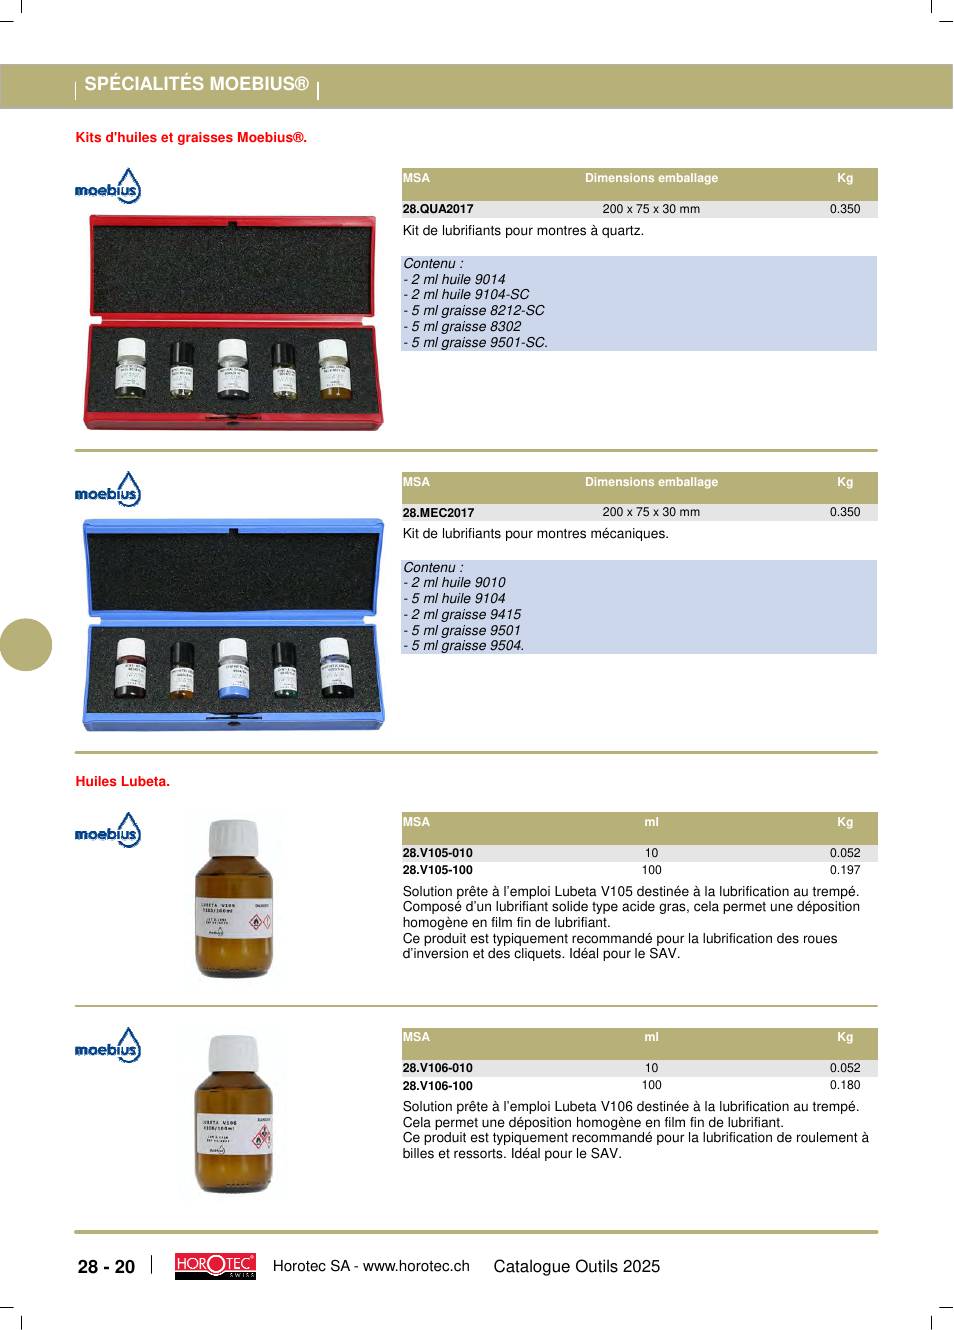 SPÉCIALITÉS MOEBIUS®
Kits d'huiles et graisses Moebius®.
moebius
MSA Dimensions emballage Kg
28.QUA2017 200 x 75 x 30 mm 0.350
Kit de lubrifiants pour montres à quartz.
Contenu :
- 2 ml huile 9014
- 2 ml huile 9104-SC
- 5 ml graisse 8212-SC
- 5 ml graisse 8302
- 5 ml graisse 9501-SC.
moebius
MSA Dimensions emballage Kg
28.MEC2017 200 x 75 x 30 mm 0.350
Kit de lubrifiants pour montres mécaniques.
Contenu :
- 2 ml huile 9010
- 5 ml huile 9104
- 2 ml graisse 9415
- 5 ml graisse 9501
- 5 ml graisse 9504.
Huiles Lubeta.
moebius
LUBETA V105
V105/100ml
MSA ml Kg
28.V105-010 10 0.052
28.V105-100 100 0.197
Solution prête à l’emploi Lubeta V105 destinée à la lubrification au trempé.
Composé d’un lubrifiant solide type acide gras, cela permet une déposition
homogène en film fin de lubrifiant.
Ce produit est typiquement recommandé pour la lubrification des roues
d’inversion et des cliquets. Idéal pour le SAV.
moebius
LUBETA V106
V106/100ml
MSA ml Kg
28.V106-010 10 0.052
28.V106-100 100 0.180
Solution prête à l’emploi Lubeta V106 destinée à la lubrification au trempé.
Cela permet une déposition homogène en film fin de lubrifiant.
Ce produit est typiquement recommandé pour la lubrification de roulement à
billes et ressorts. Idéal pour le SAV.
28 - 20 HOROTEC® SWISS Horotec SA - www.horotec.ch Catalogue Outils 2025